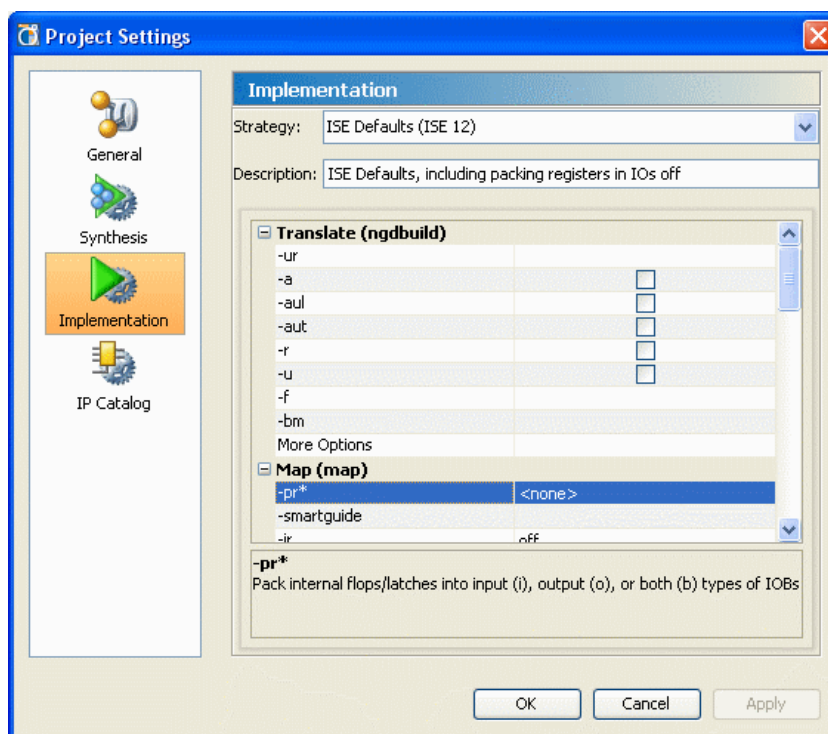 Project Settings
General
Synthesis
Implementation
IP Catalog
Implementation
Strategy: ISE Defaults (ISE 12)
Description: ISE Defaults, including packing registers in IOs off
Translate (ngdbuild)
-ur
-a
-aul
-aut
-r
-u
-f
-bm
More Options
Map (map)
-pr* <none>
-smartguide
-ir off
-pr*
Pack internal flops/latches into input (i), output (o), or both (b) types of IOBs
OK Cancel Apply